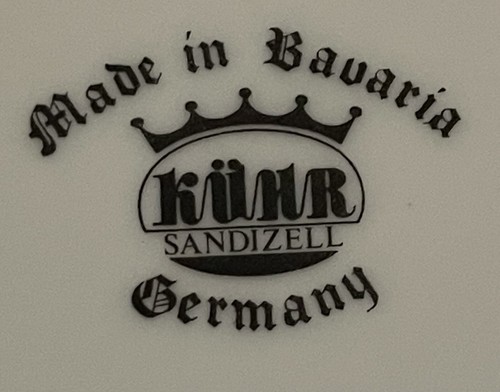 Made in Bavaria
KÜHR
SANDIZELL
Germany